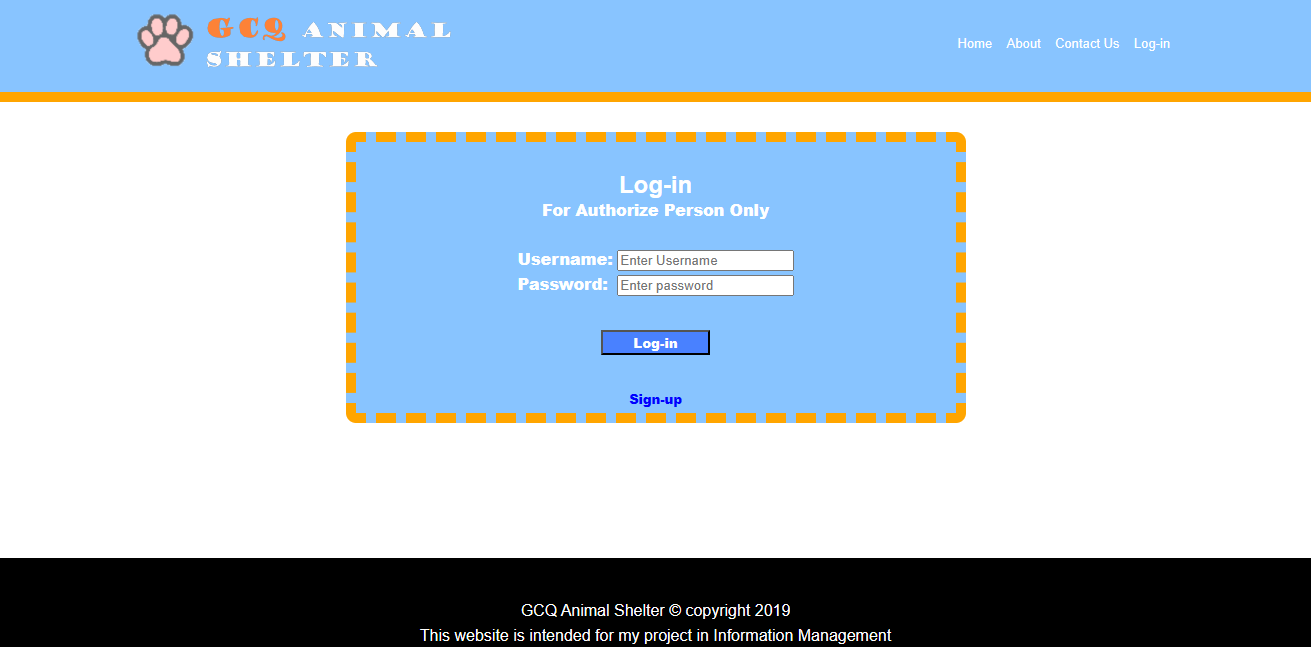 GCQ ANIMAL
SHELTER
Home About Contact Us Log-in
Log-in
For Authorize Person Only
Username: Enter Username
Password: Enter password
Log-in
Sign-up
GCQ Animal Shelter © copyright 2019
This website is intended for my project in Information Management